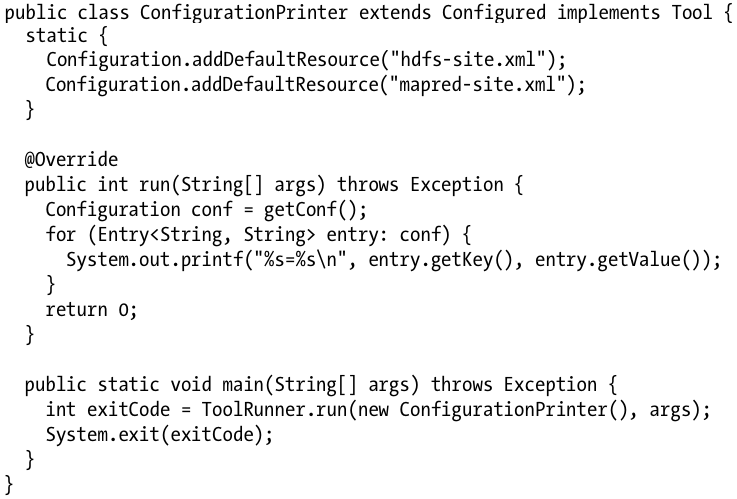 public class ConfigurationPrinter extends Configured implements Tool {
  static {
    Configuration.addDefaultResource("hdfs-site.xml");
    Configuration.addDefaultResource("mapred-site.xml");
  }

  @Override
  public int run(String[] args) throws Exception {
    Configuration conf = getConf();
    for (Entry<String, String> entry: conf) {
      System.out.printf("%s=%s\n", entry.getKey(), entry.getValue());
    }
    return 0;
  }

  public static void main(String[] args) throws Exception {
    int exitCode = ToolRunner.run(new ConfigurationPrinter(), args);
    System.exit(exitCode);
  }
}